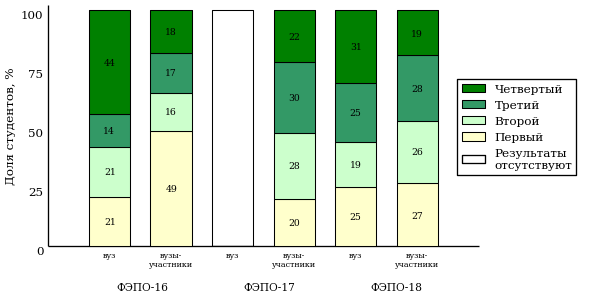 Доля студентов, %
100
75
50
25
0
44
14
21
21
18
17
16
49
22
30
28
20
31
25
19
25
19
28
26
27
вуз
вузы-
участники
вуз
вузы-
участники
вуз
вузы-
участники
ФЭПО-16
ФЭПО-17
ФЭПО-18
Четвертый
Третий
Второй
Первый
Результаты
отсутствуют